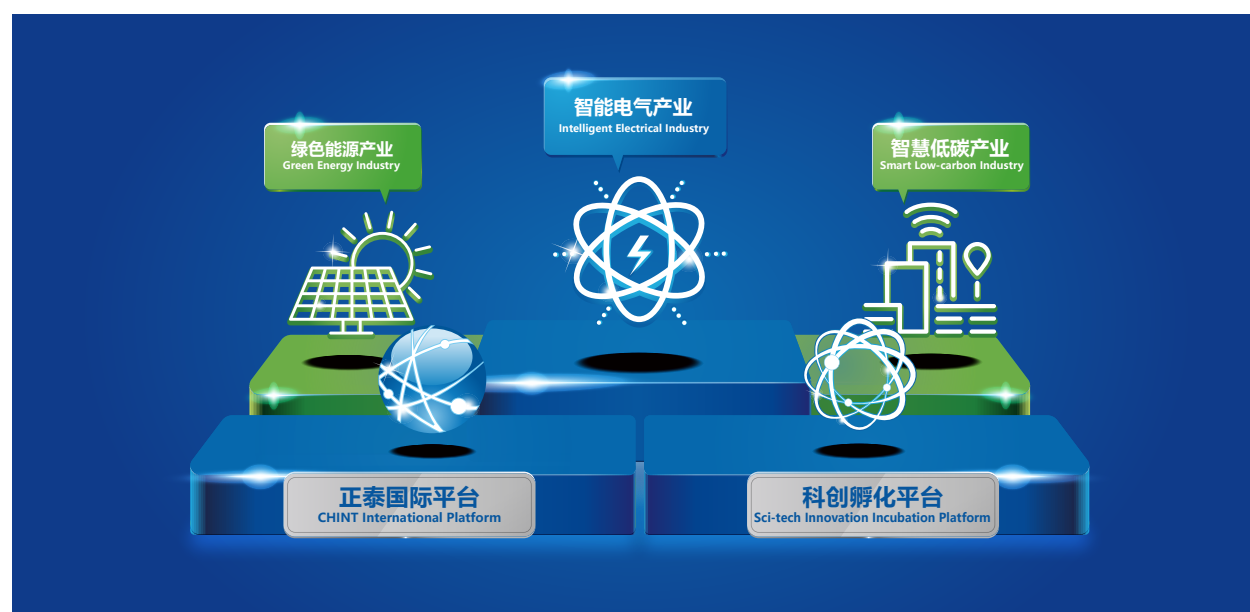 智能电气产业
Intelligent Electrical Industry
绿色能源产业
Green Energy Industry
智慧低碳产业
Smart Low-carbon Industry
正泰国际平台
CHINT International Platform
科创孵化平台
Sci-tech Innovation Incubation Platform